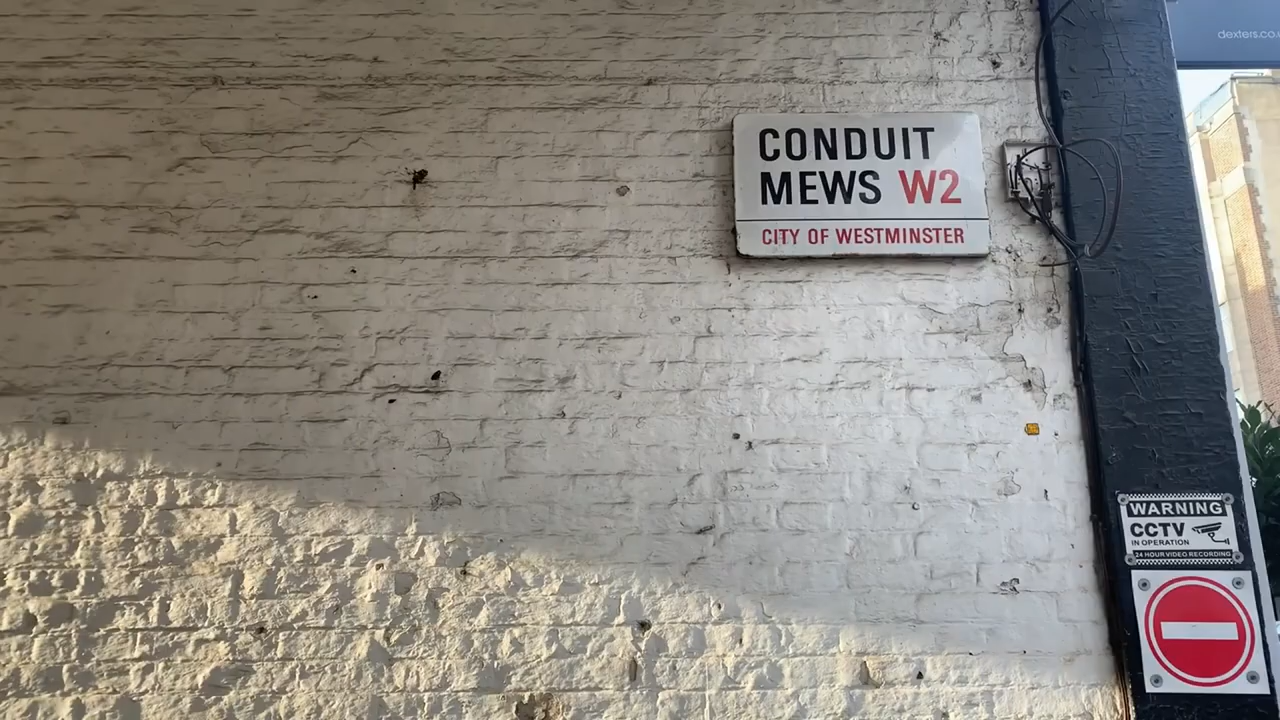 dexters.co.u
CONDUIT
MEWS W2
CITY OF WESTMINSTER
WARNING
CCTV
IN OPERATION
24 HOUR VIDEO RECORDING